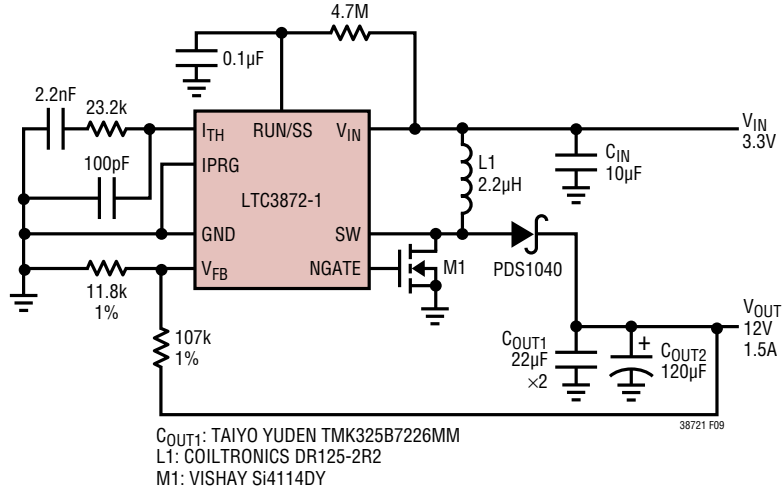 4.7M
0.1µF
2.2nF
23.2k
100pF
I_TH
RUN/SS
V_IN
IPRG
LTC3872-1
GND
SW
V_FB
NGATE
L1
2.2µH
C_IN
10µF
V_IN
3.3V
M1
PDS1040
11.8k
1%
107k
1%
C_OUT1
22µF
×2
+
C_OUT2
120µF
V_OUT
12V
1.5A
38721 F09
C_OUT1: TAIYO YUDEN TMK325B7226MM
L1: COILTRONICS DR125-2R2
M1: VISHAY Si4114DY